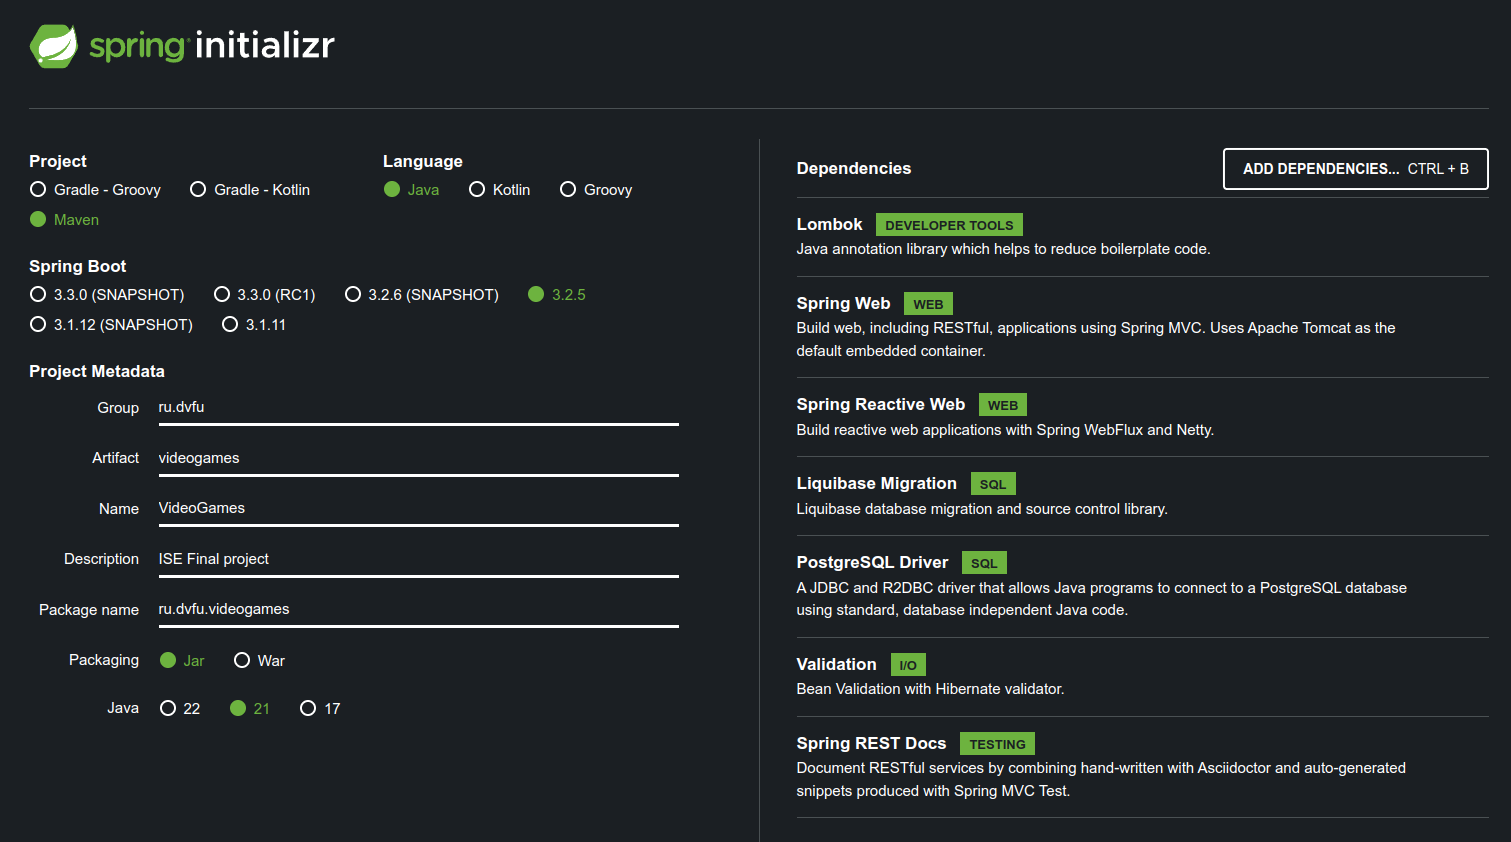 spring initializr
Project
Gradle - Groovy Gradle - Kotlin
Maven
Language
Java Kotlin Groovy
Spring Boot
3.3.0 (SNAPSHOT) 3.3.0 (RC1) 3.2.6 (SNAPSHOT) 3.2.5
3.1.12 (SNAPSHOT) 3.1.11
Project Metadata
Group ru.dvfu
Artifact videogames
Name VideoGames
Description ISE Final project
Package name ru.dvfu.videogames
Packaging Jar War
Java 22 21 17
Dependencies ADD DEPENDENCIES... CTRL + B
Lombok DEVELOPER TOOLS
Java annotation library which helps to reduce boilerplate code.
Spring Web WEB
Build web, including RESTful, applications using Spring MVC. Uses Apache Tomcat as the
default embedded container.
Spring Reactive Web WEB
Build reactive web applications with Spring WebFlux and Netty.
Liquibase Migration SQL
Liquibase database migration and source control library.
PostgreSQL Driver SQL
A JDBC and R2DBC driver that allows Java programs to connect to a PostgreSQL database
using standard, database independent Java code.
Validation I/O
Bean Validation with Hibernate validator.
Spring REST Docs TESTING
Document RESTful services by combining hand-written with Asciidoctor and auto-generated
snippets produced with Spring MVC Test.